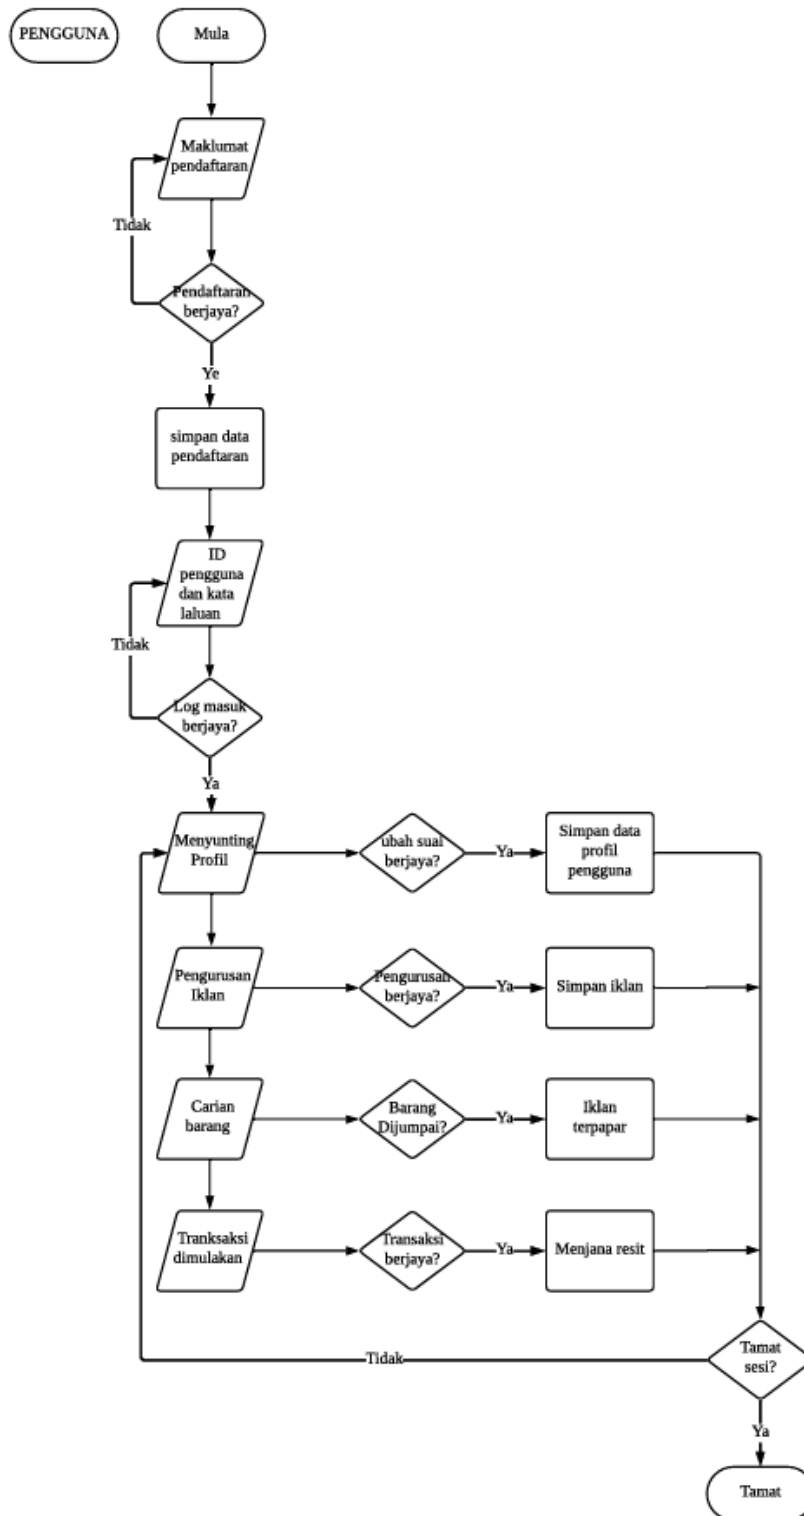 PENGGUNA
Mula
Maklumat
pendaftaran
Tidak
Pendaftaran
berjaya?
Ye
simpan data
pendaftaran
ID
pengguna
dan kata
laluan
Tidak
Log masuk
berjaya?
Ya
Menyunting
Profil
ubah suai
berjaya?
Ya
Simpan data
profil
pengguna
Pengurusan
Iklan
Pengurusan
berjaya?
Ya
Simpan iklan
Carian
barang
Barang
Dijumpai?
Ya
Iklan
terpapar
Tranksaksi
dimulakan
Transaksi
berjaya?
Ya
Menjana resit
Tidak
Tamat
sesi?
Ya
Tamat